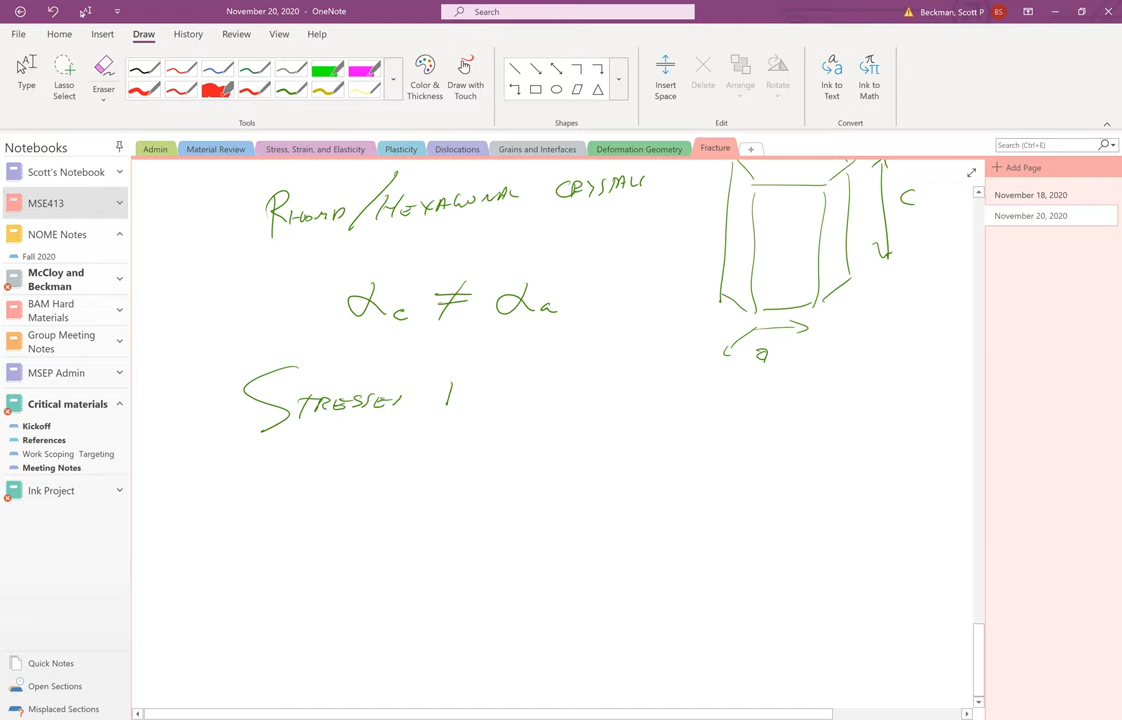 November 20, 2020 - OneNote
Search
Beckman, Scott P
BS
File Home Insert Draw History Review View Help
Type
Lasso Select
Eraser
Color & Thickness
Draw with Touch
Insert Space
Delete
Arrange
Rotate
Ink to Text
Ink to Math
Tools
Shapes
Edit
Convert
Notebooks
Admin Material Review Stress, Strain, and Elasticity Plasticity Dislocations Grains and Interfaces Deformation Geometry Fracture
Search (Ctrl+E)
Scott's Notebook
MSE413
NOME Notes
Fall 2020
McCloy and
Beckman
BAM Hard
Materials
Group Meeting
Notes
MSEP Admin
Critical materials
Kickoff
References
Work Scoping Targeting
Meeting Notes
Ink Project
Quick Notes
Open Sections
Misplaced Sections
RHOMB/HEXAGONAL CRYSTALS
c
αc ≠ αa
a
STRESSES I
Add Page
November 18, 2020
November 20, 2020